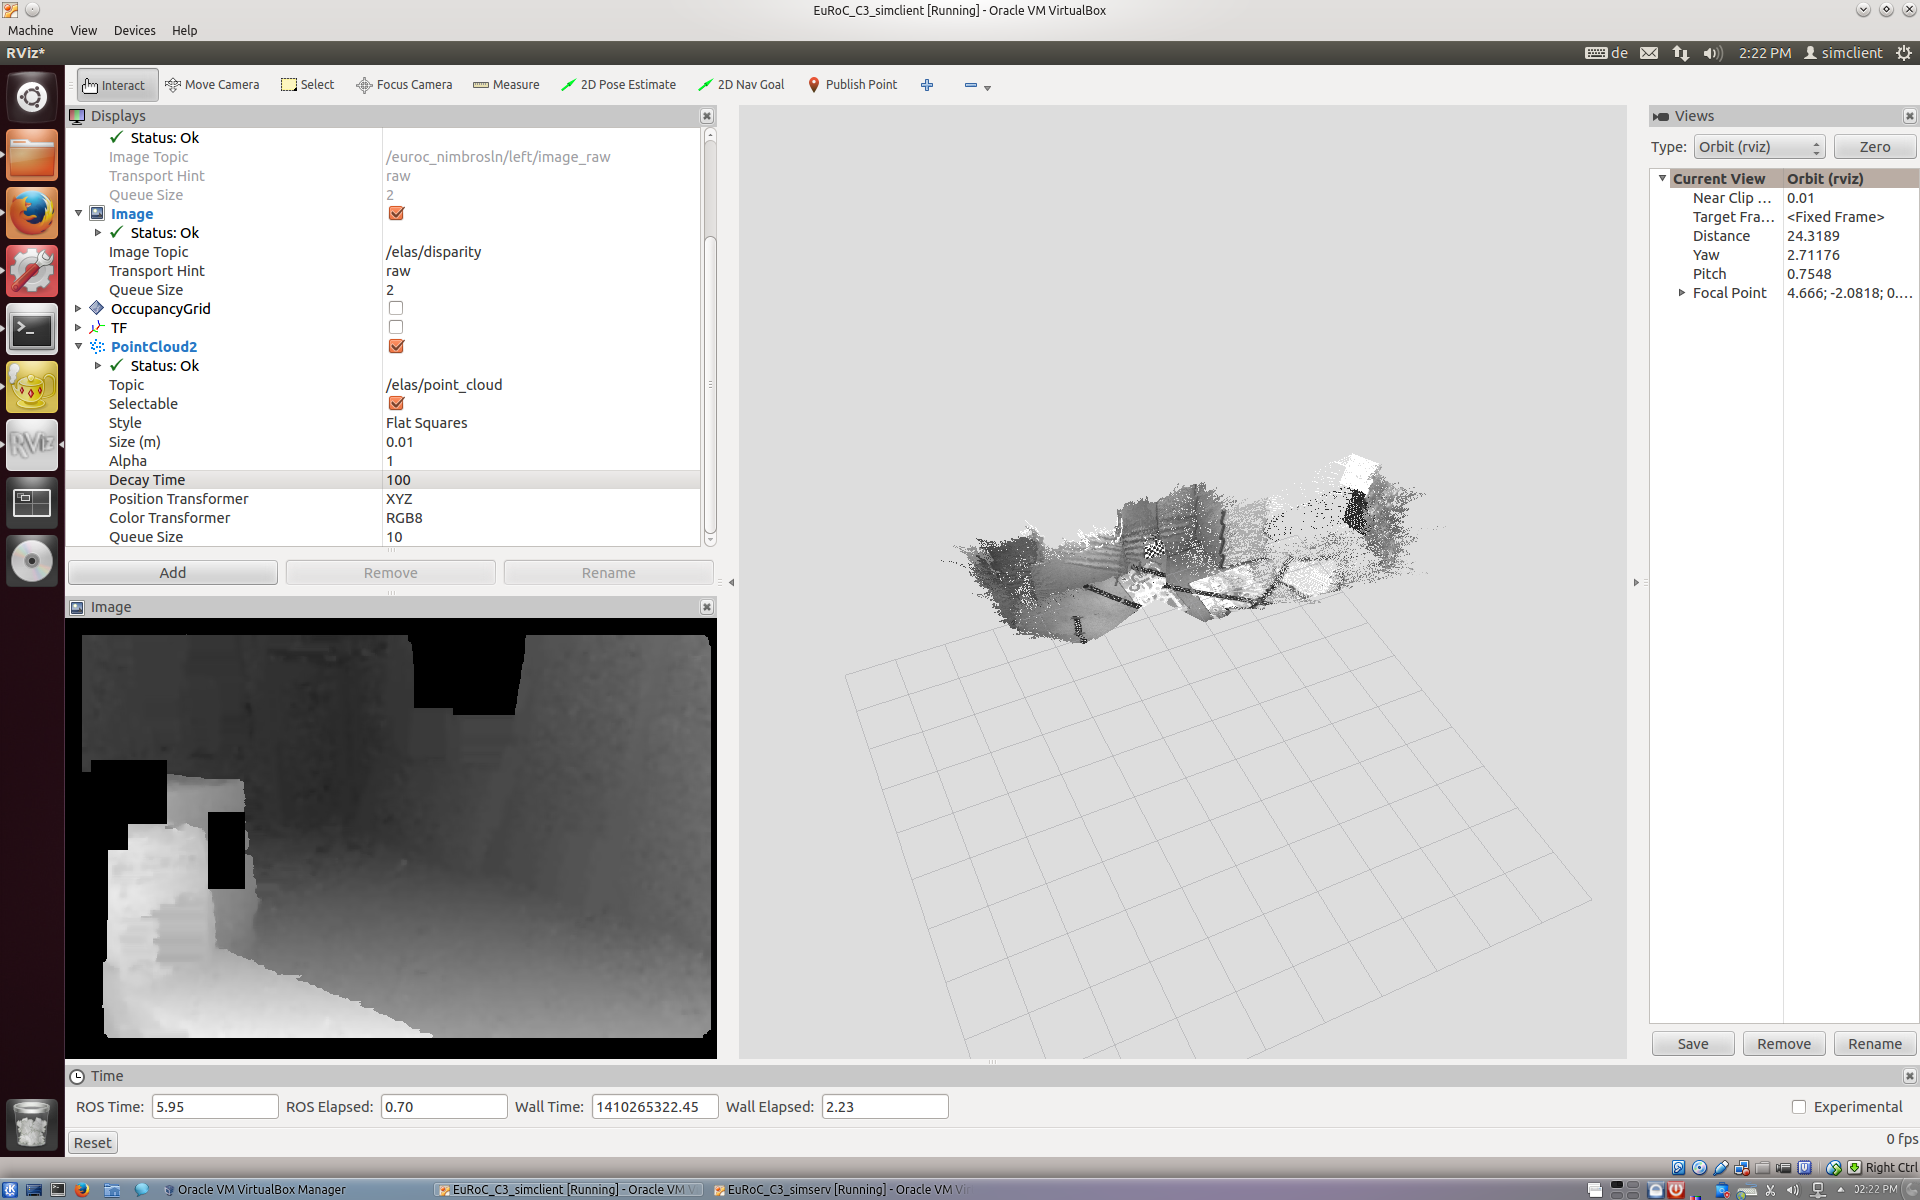 EuRoC_C3_simclient [Running] - Oracle VM VirtualBox
Machine View Devices Help
RViz* de 2:22 PM simclient
Interact Move Camera Select Focus Camera Measure 2D Pose Estimate 2D Nav Goal Publish Point
Displays
Status: Ok
Image Topic /euroc_nimbrosln/left/image_raw
Transport Hint raw
Queue Size 2
Image
Status: Ok
Image Topic /elas/disparity
Transport Hint raw
Queue Size 2
OccupancyGrid
TF
PointCloud2
Status: Ok
Topic /elas/point_cloud
Selectable
Style Flat Squares
Size (m) 0.01
Alpha 1
Decay Time 100
Position Transformer XYZ
Color Transformer RGB8
Queue Size 10
Add Remove Rename
Image
Views
Type: Orbit (rviz) Zero
Current View Orbit (rviz)
Near Clip ... 0.01
Target Fra... <Fixed Frame>
Distance 24.3189
Yaw 2.71176
Pitch 0.7548
Focal Point 4.666; -2.0818; 0....
Save Remove Rename
Time
ROS Time: 5.95 ROS Elapsed: 0.70 Wall Time: 1410265322.45 Wall Elapsed: 2.23 Experimental
Reset 0 fps
Right Ctrl
Oracle VM VirtualBox Manager EuRoC_C3_simclient [Running] - Oracle VM V EuRoC_C3_simserv [Running] - Oracle VM Vi 02:22 PM
RViz